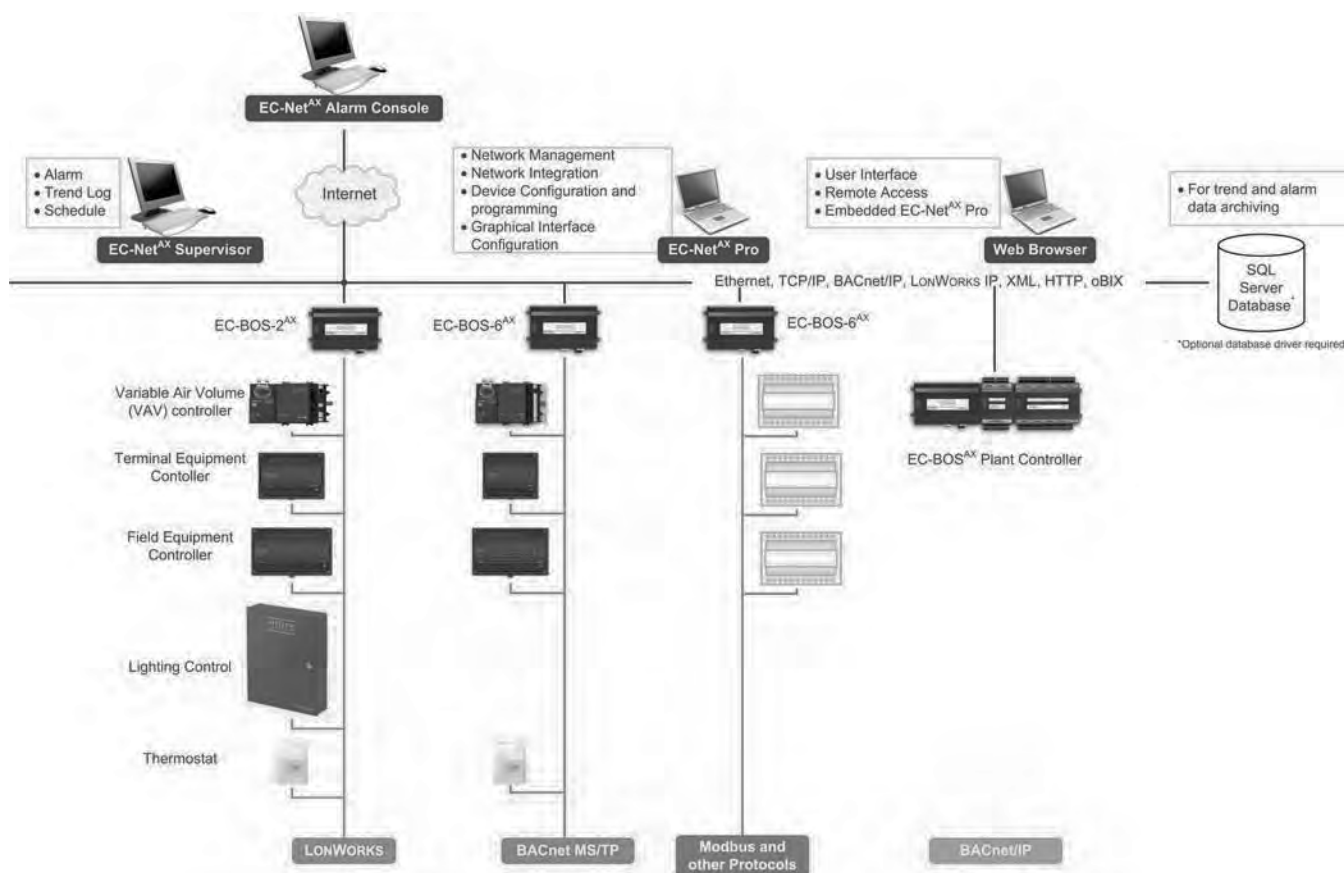 EC-Net^AX Alarm Console
• Alarm
• Trend Log
• Schedule
EC-Net^AX Supervisor
Internet
• Network Management
• Network Integration
• Device Configuration and
programming
• Graphical Interface
Configuration
EC-Net^AX Pro
• User Interface
• Remote Access
• Embedded EC-Net^AX Pro
Web Browser
• For trend and alarm
data archiving
SQL
Server
Database*
*Optional database driver required
Ethernet, TCP/IP, BACnet/IP, LONWORKS IP, XML, HTTP, oBIX
EC-BOS-2^AX
EC-BOS-6^AX
EC-BOS-6^AX
Variable Air Volume
(VAV) controller
Terminal Equipment
Contoller
Field Equipment
Controller
Lighting Control
Thermostat
EC-BOS^AX Plant Controller
LONWORKS
BACnet MS/TP
Modbus and
other Protocols
BACnet/IP